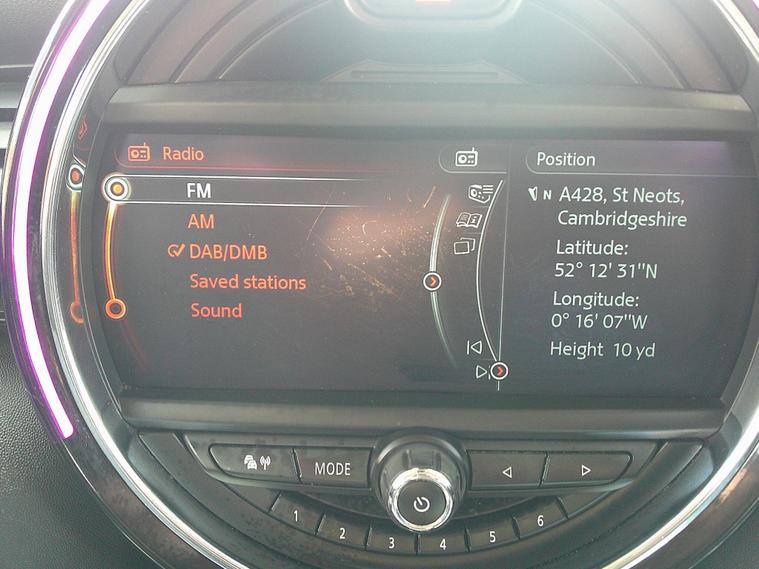 Radio
FM
AM
DAB/DMB
Saved stations
Sound
Position
N A428, St Neots,
Cambridgeshire
Latitude:
52° 12' 31"N
Longitude:
0° 16' 07"W
Height 10 yd
MODE
1 2 3 4 5 6